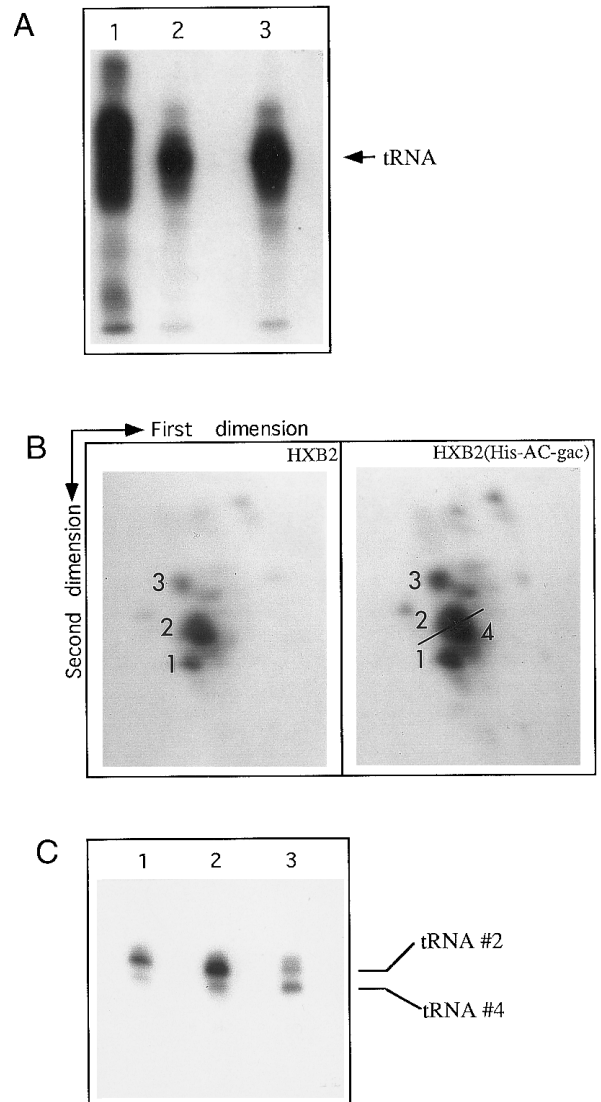 A
1 2 3
tRNA
B
First dimension
Second dimension
HXB2
3
2
1
HXB2(His-AC-gac)
3
2
4
1
C
1 2 3
tRNA #2
tRNA #4